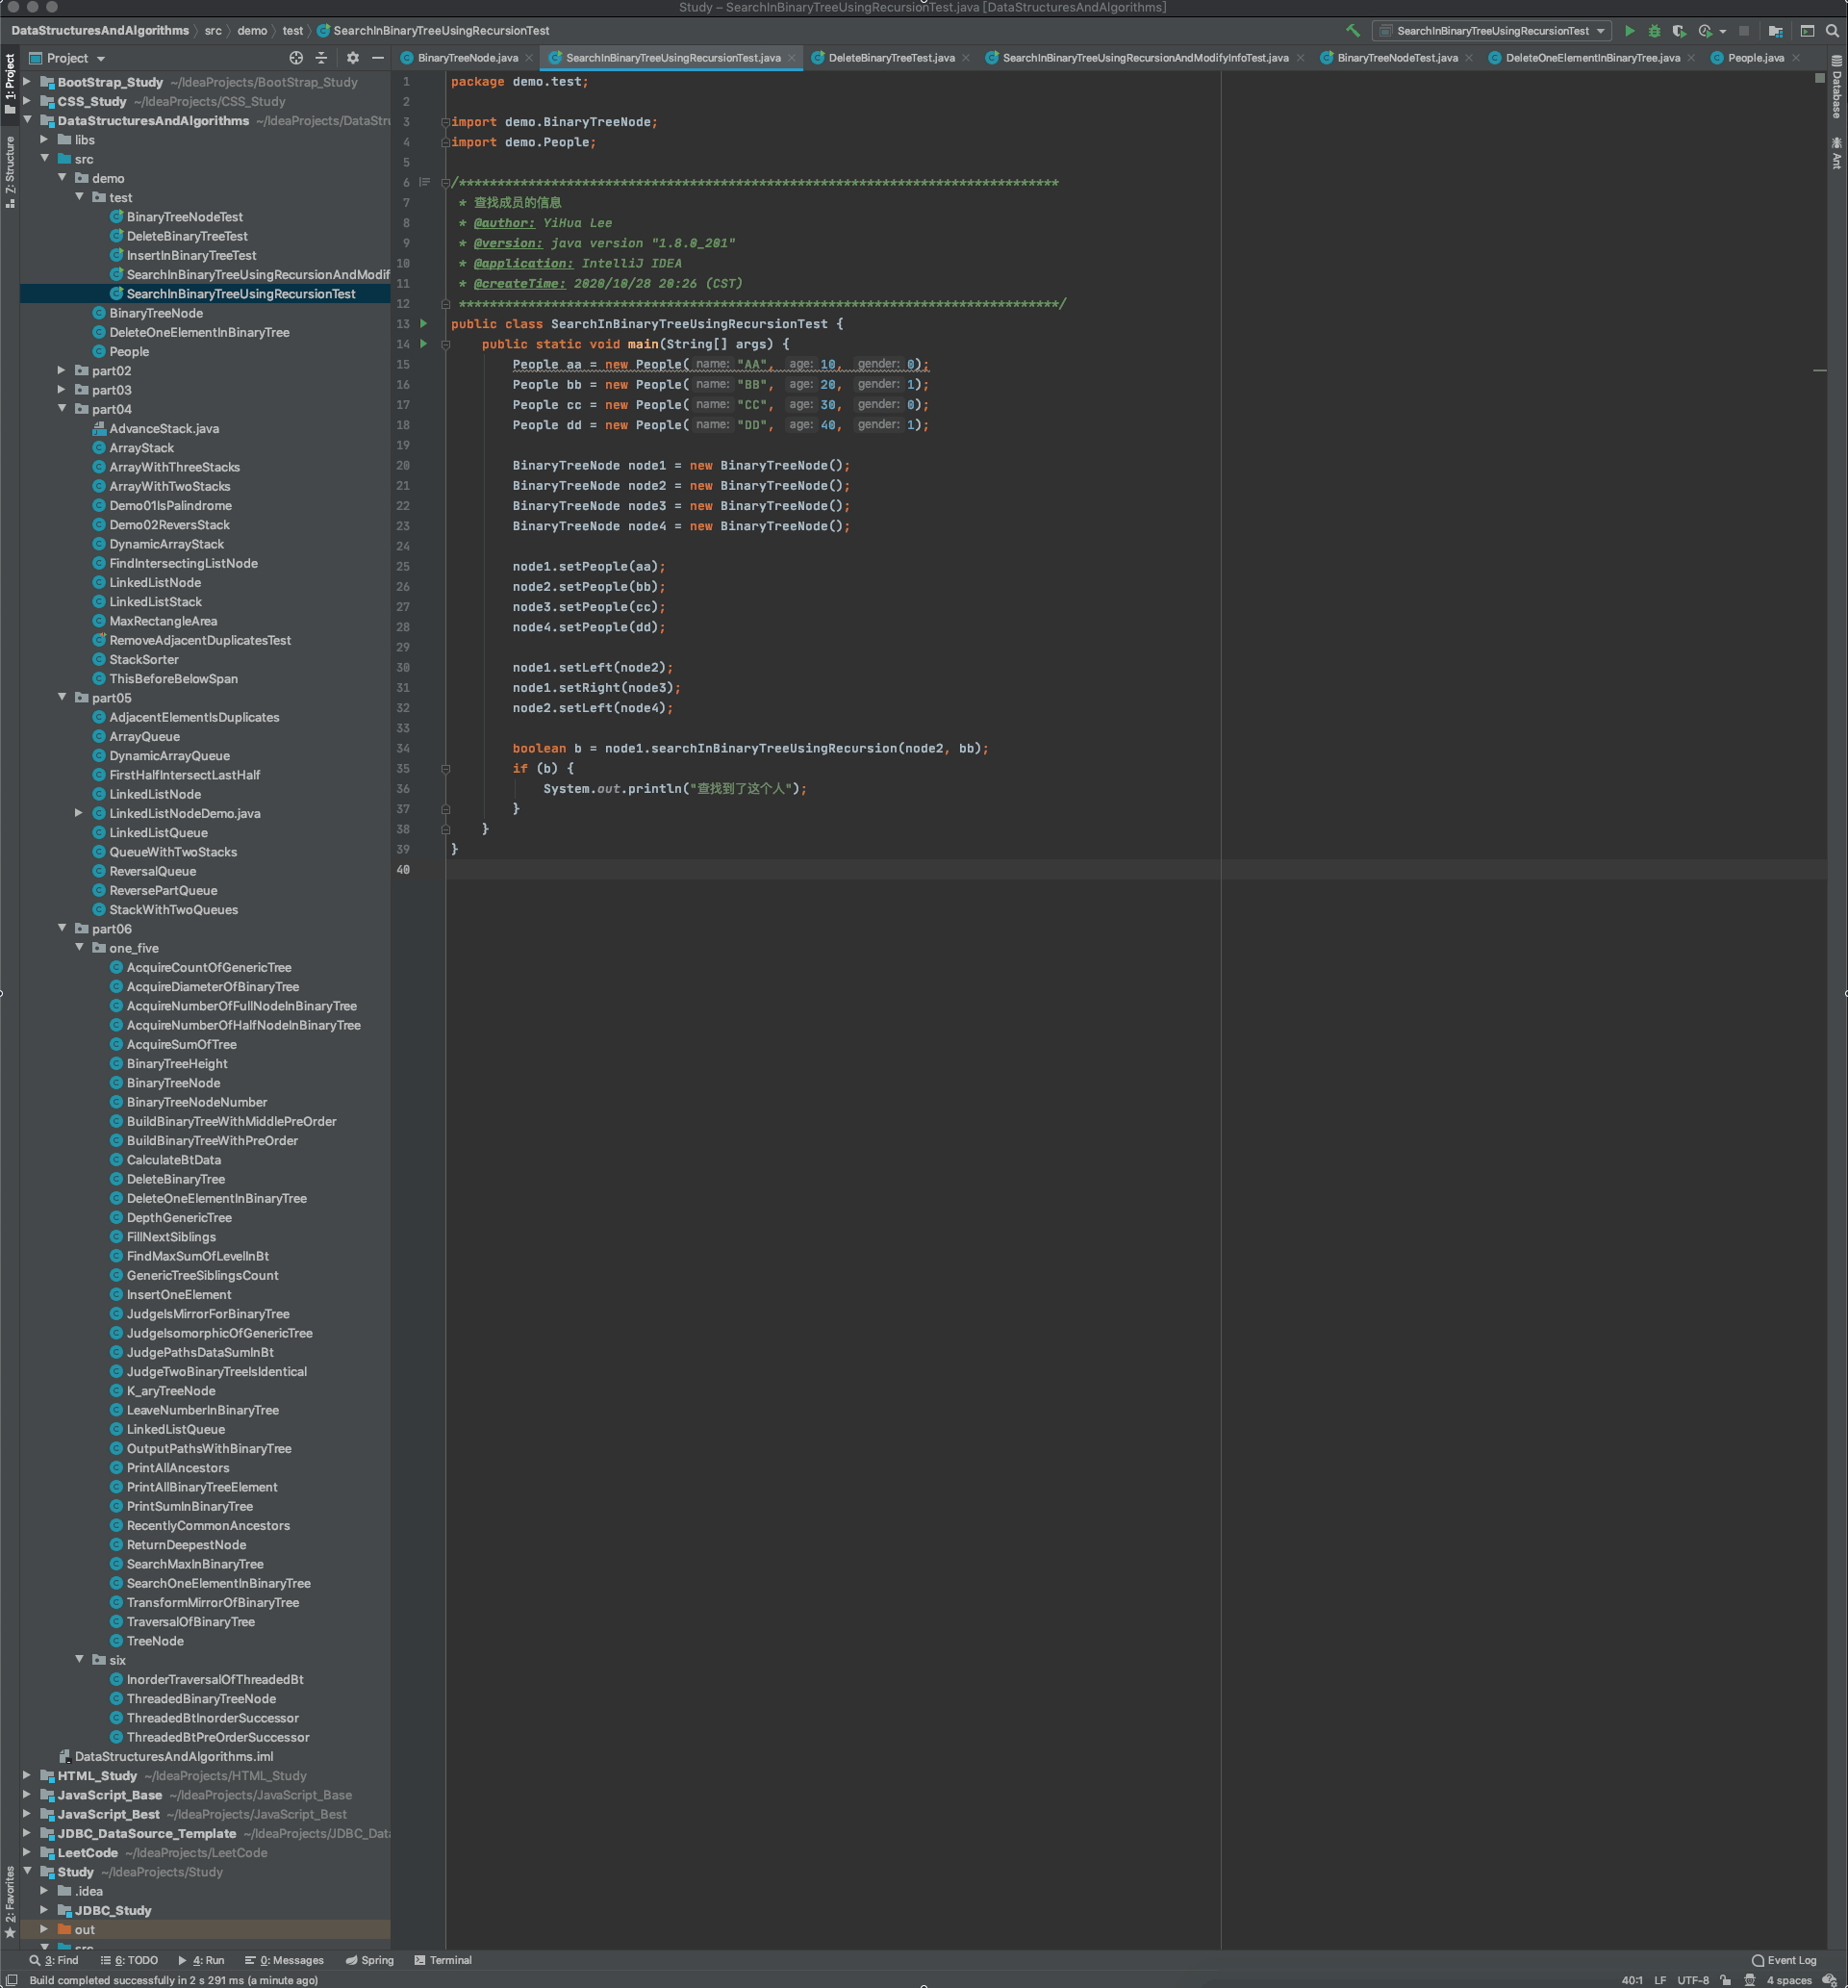 Study – SearchInBinaryTreeUsingRecursionTest.java [DataStructuresAndAlgorithms]
DataStructuresAndAlgorithms src demo test SearchInBinaryTreeUsingRecursionTest
SearchInBinaryTreeUsingRecursionTest
Project
BinaryTreeNode.java SearchInBinaryTreeUsingRecursionTest.java DeleteBinaryTreeTest.java SearchInBinaryTreeUsingRecursionAndModifyInfoTest.java BinaryTreeNodeTest.java DeleteOneElementInBinaryTree.java People.java
1: Project
Z: Structure
2: Favorites
Database
Ant
BootStrap_Study ~/IdeaProjects/BootStrap_Study
CSS_Study ~/IdeaProjects/CSS_Study
DataStructuresAndAlgorithms ~/IdeaProjects/DataStru
libs
src
demo
test
BinaryTreeNodeTest
DeleteBinaryTreeTest
InsertInBinaryTreeTest
SearchInBinaryTreeUsingRecursionAndModif
SearchInBinaryTreeUsingRecursionTest
BinaryTreeNode
DeleteOneElementInBinaryTree
People
part02
part03
part04
AdvanceStack.java
ArrayStack
ArrayWithThreeStacks
ArrayWithTwoStacks
Demo01IsPalindrome
Demo02ReversStack
DynamicArrayStack
FindIntersectingListNode
LinkedListNode
LinkedListStack
MaxRectangleArea
RemoveAdjacentDuplicatesTest
StackSorter
ThisBeforeBelowSpan
part05
AdjacentElementIsDuplicates
ArrayQueue
DynamicArrayQueue
FirstHalfIntersectLastHalf
LinkedListNode
LinkedListNodeDemo.java
LinkedListQueue
QueueWithTwoStacks
ReversalQueue
ReversePartQueue
StackWithTwoQueues
part06
one_five
AcquireCountOfGenericTree
AcquireDiameterOfBinaryTree
AcquireNumberOfFullNodeInBinaryTree
AcquireNumberOfHalfNodeInBinaryTree
AcquireSumOfTree
BinaryTreeHeight
BinaryTreeNode
BinaryTreeNodeNumber
BuildBinaryTreeWithMiddlePreOrder
BuildBinaryTreeWithPreOrder
CalculateBtData
DeleteBinaryTree
DeleteOneElementInBinaryTree
DepthGenericTree
FillNextSiblings
FindMaxSumOfLevelInBt
GenericTreeSiblingsCount
InsertOneElement
JudgeIsMirrorForBinaryTree
JudgeIsomorphicOfGenericTree
JudgePathsDataSumInBt
JudgeTwoBinaryTreeIsIdentical
K_aryTreeNode
LeaveNumberInBinaryTree
LinkedListQueue
OutputPathsWithBinaryTree
PrintAllAncestors
PrintAllBinaryTreeElement
PrintSumInBinaryTree
RecentlyCommonAncestors
ReturnDeepestNode
SearchMaxInBinaryTree
SearchOneElementInBinaryTree
TransformMirrorOfBinaryTree
TraversalOfBinaryTree
TreeNode
six
InorderTraversalOfThreadedBt
ThreadedBinaryTreeNode
ThreadedBtInorderSuccessor
ThreadedBtPreOrderSuccessor
DataStructuresAndAlgorithms.iml
HTML_Study ~/IdeaProjects/HTML_Study
JavaScript_Base ~/IdeaProjects/JavaScript_Base
JavaScript_Best ~/IdeaProjects/JavaScript_Best
JDBC_DataSource_Template ~/IdeaProjects/JDBC_Data
LeetCode ~/IdeaProjects/LeetCode
Study ~/IdeaProjects/Study
.idea
JDBC_Study
out
src
1 package demo.test;
2
3 import demo.BinaryTreeNode;
4 import demo.People;
5
6 /******************************************************************************
7 * 查找成员的信息
8 * @author: YiHua Lee
9 * @version: java version "1.8.0_201"
10 * @application: IntelliJ IDEA
11 * @createTime: 2020/10/28 20:26 (CST)
12 ******************************************************************************/
13 public class SearchInBinaryTreeUsingRecursionTest {
14 public static void main(String[] args) {
15 People aa = new People( name: "AA", age: 10, gender: 0);
16 People bb = new People( name: "BB", age: 20, gender: 1);
17 People cc = new People( name: "CC", age: 30, gender: 0);
18 People dd = new People( name: "DD", age: 40, gender: 1);
19
20 BinaryTreeNode node1 = new BinaryTreeNode();
21 BinaryTreeNode node2 = new BinaryTreeNode();
22 BinaryTreeNode node3 = new BinaryTreeNode();
23 BinaryTreeNode node4 = new BinaryTreeNode();
24
25 node1.setPeople(aa);
26 node2.setPeople(bb);
27 node3.setPeople(cc);
28 node4.setPeople(dd);
29
30 node1.setLeft(node2);
31 node1.setRight(node3);
32 node2.setLeft(node4);
33
34 boolean b = node1.searchInBinaryTreeUsingRecursion(node2, bb);
35 if (b) {
36 System.out.println("查找到了这个人");
37 }
38 }
39 }
40
3: Find 6: TODO 4: Run 0: Messages Spring Terminal Event Log
Build completed successfully in 2 s 291 ms (a minute ago) 40:1 LF UTF-8 4 spaces